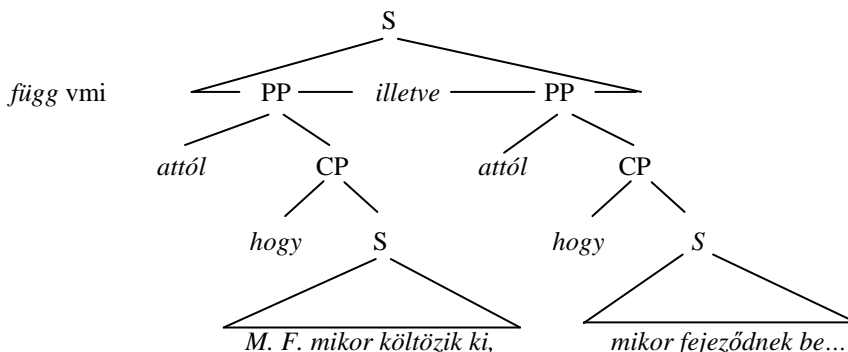 S
függ vmi PP illetve PP
attól CP attól CP
hogy S hogy S
M. F. mikor költözik ki, mikor fejeződnek be…